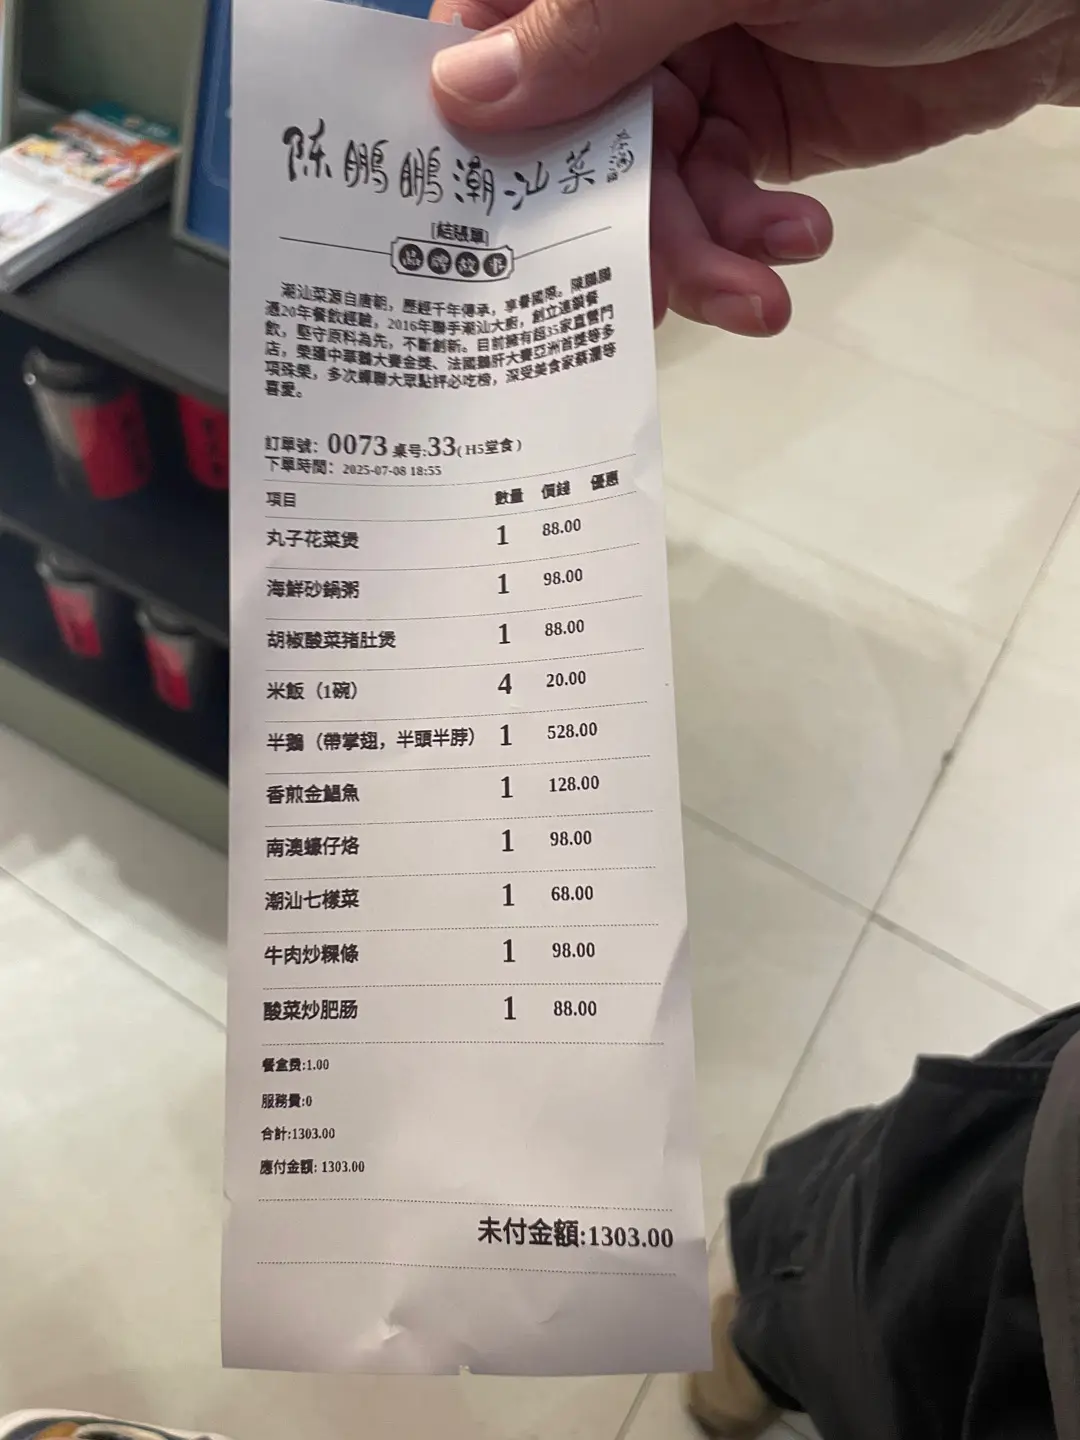 陈鹏鹏潮汕菜
[結賬單]
品牌故事
潮汕菜源自唐朝，歷經千年傳承，享譽國際。陳鵬鵬
憑20年餐飲經驗，2016年聯手潮汕大廚，創立連鎖餐
飲，堅守原料為先，不斷創新。目前擁有超35家直營門
店，榮獲中華鵝大賽金獎、法國鵝肝大賽亞洲首獎等多
項殊榮，多次蟬聯大眾點評必吃榜，深受美食家蔡瀾等
喜愛。
訂單號: 0073 桌号:33( H5堂食 )
下單時間: 2025-07-08 18:55
項目 數量 價錢 優惠
丸子花菜煲 1 88.00
海鮮砂鍋粥 1 98.00
胡椒酸菜猪肚煲 1 88.00
米飯（1碗） 4 20.00
半鵝（帶掌翅，半頭半脖） 1 528.00
香煎金鯧魚 1 128.00
南澳蠔仔烙 1 98.00
潮汕七樣菜 1 68.00
牛肉炒粿條 1 98.00
酸菜炒肥肠 1 88.00
餐盒费:1.00
服務費:0
合計:1303.00
應付金額: 1303.00
未付金額:1303.00